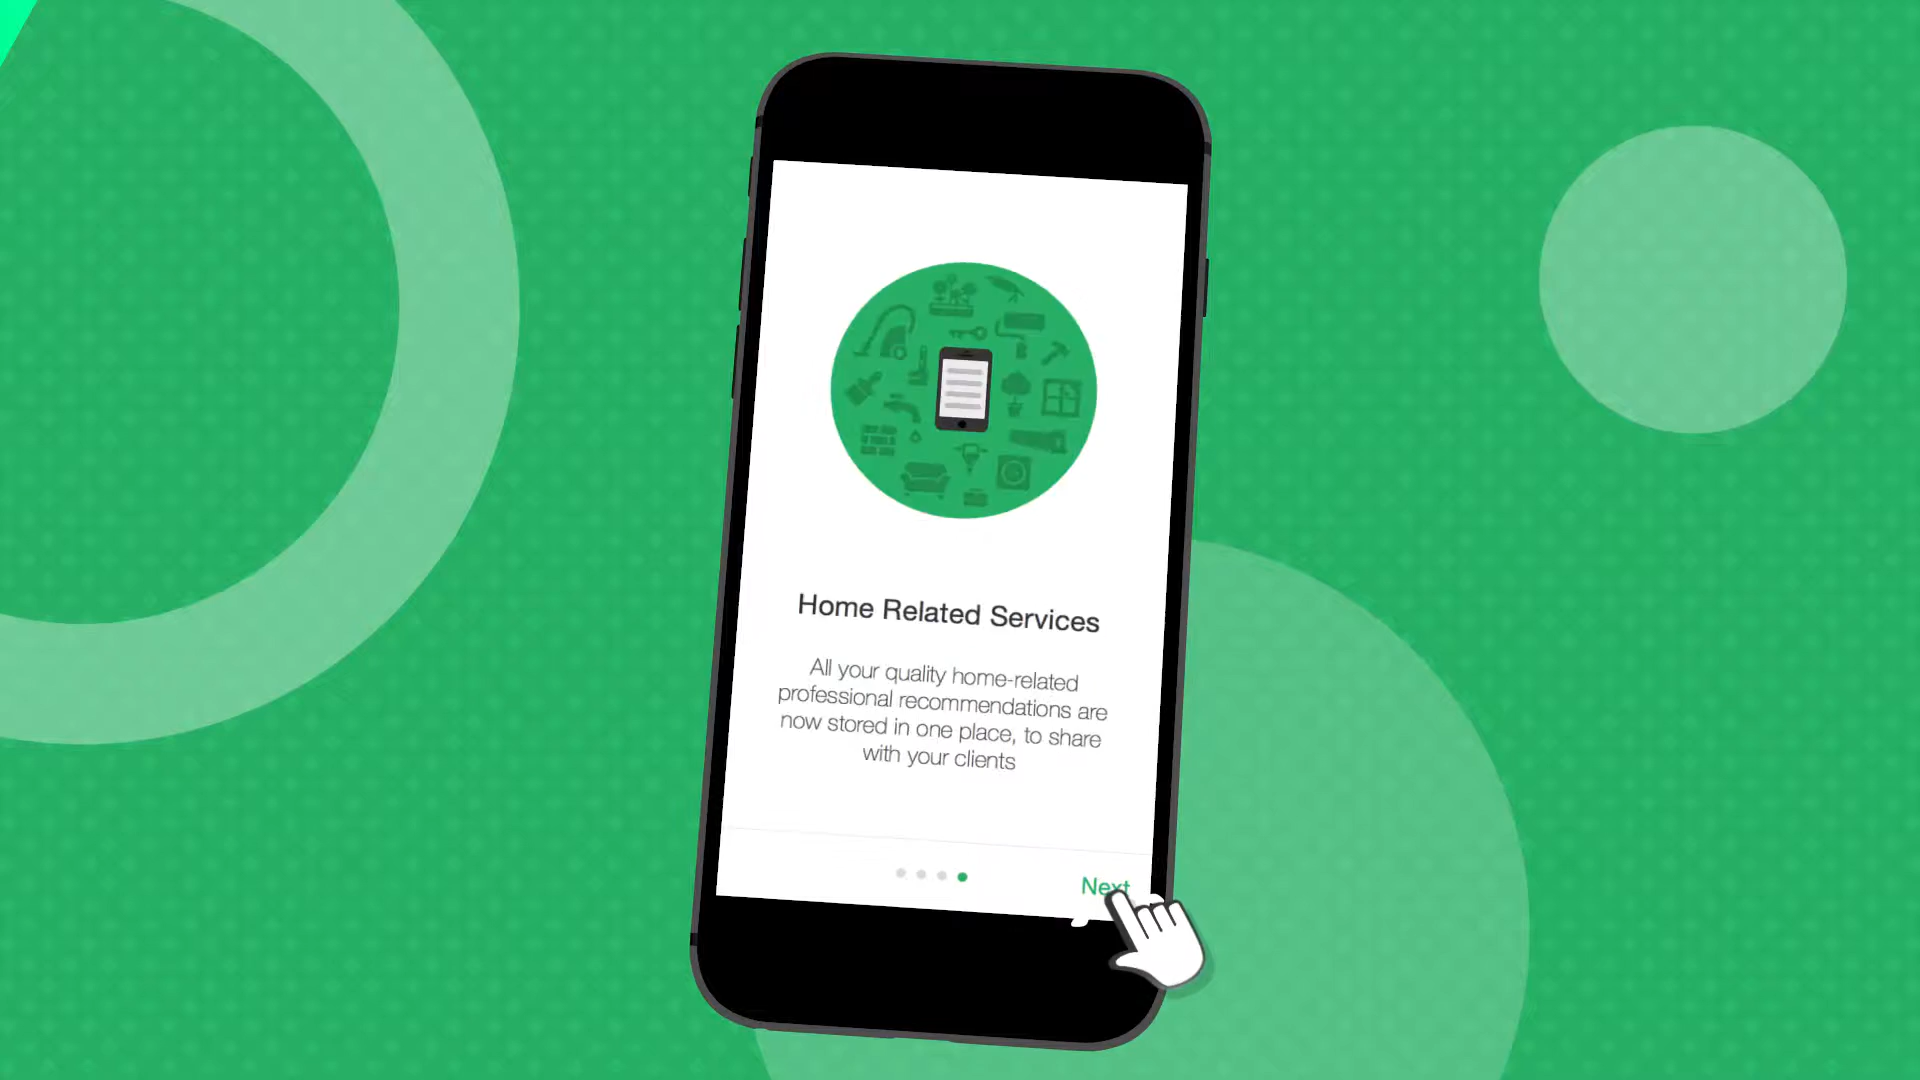 Home Related Services
All your quality home-related
professional recommendations are
now stored in one place, to share
with your clients
Next